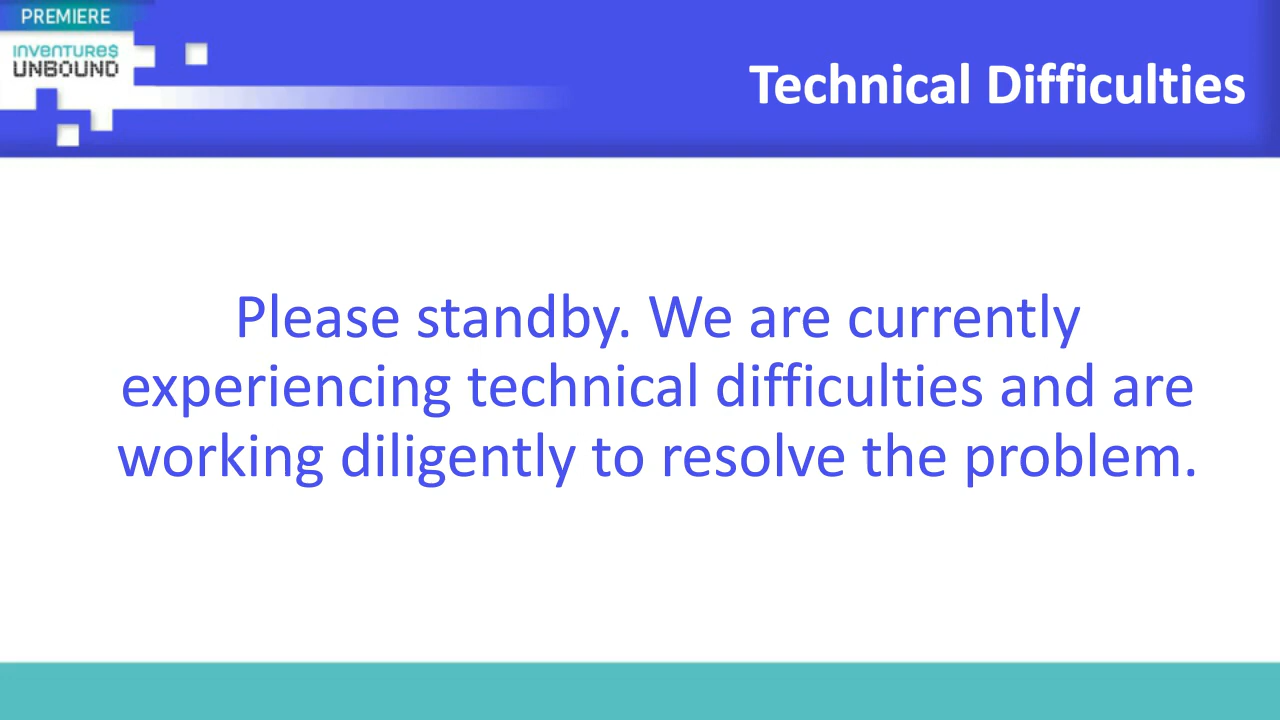 PREMIERE
INVENTURE$
UNBOUND
Technical Difficulties
Please standby. We are currently
experiencing technical difficulties and are
working diligently to resolve the problem.